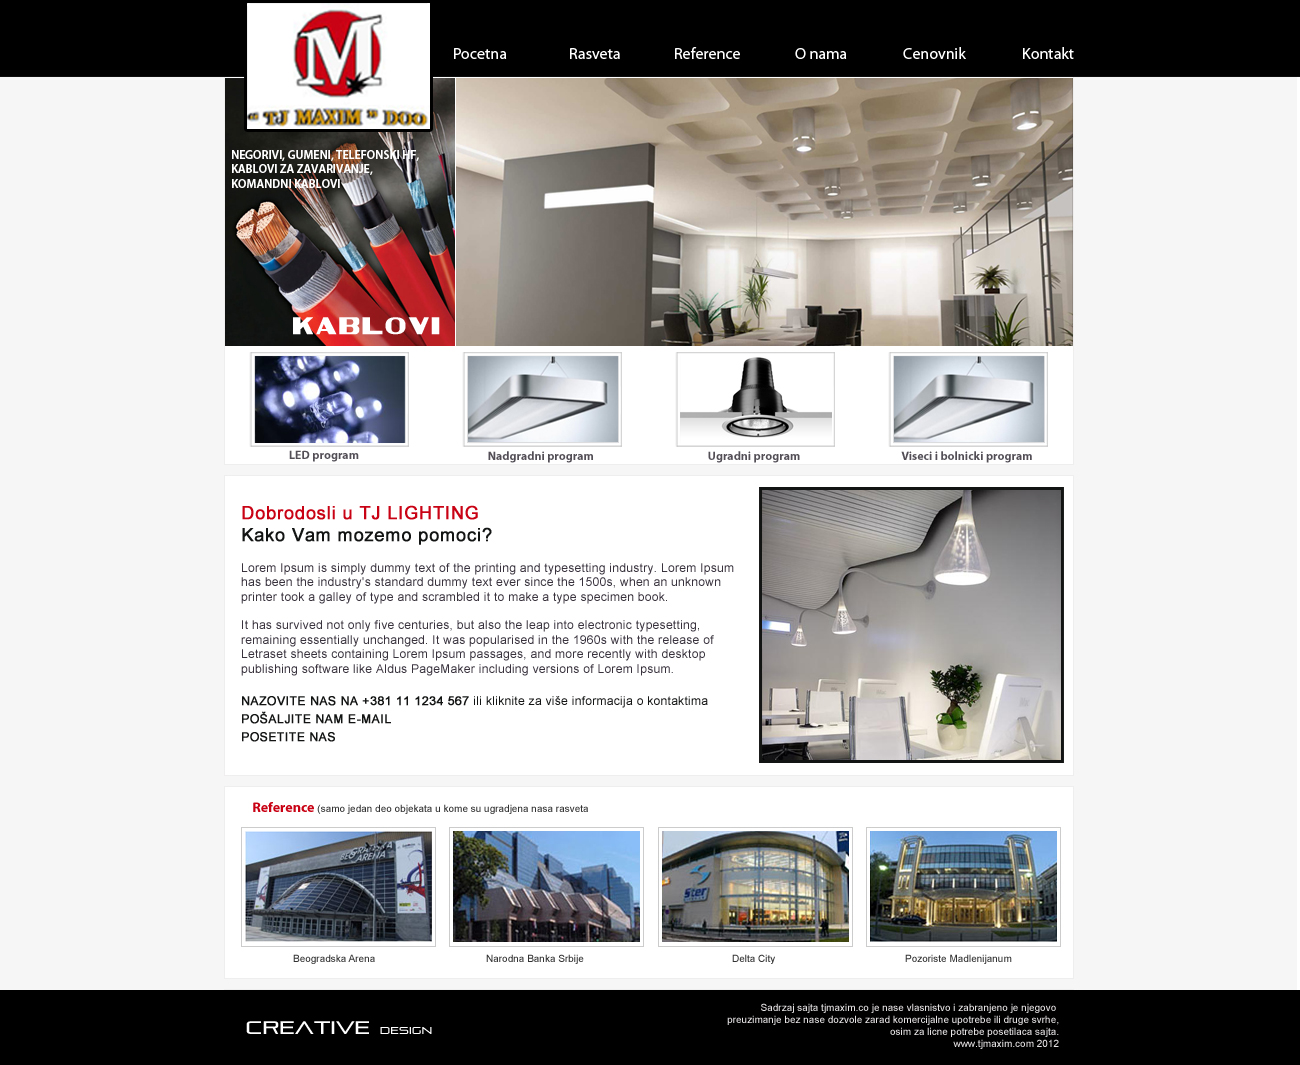 M
" TJ MAXIM " DOO
Pocetna
Rasveta
Reference
O nama
Cenovnik
Kontakt
NEGORIVI, GUMENI, TELEFONSKI HF,
KABLOVI ZA ZAVARIVANJE,
KOMANDNI KABLOVI
KABLOVI
LED program
Nadgradni program
Ugradni program
Viseci i bolnicki program
Dobrodosli u TJ LIGHTING
Kako Vam mozemo pomoci?
Lorem Ipsum is simply dummy text of the printing and typesetting industry. Lorem Ipsum
has been the industry's standard dummy text ever since the 1500s, when an unknown
printer took a galley of type and scrambled it to make a type specimen book.
It has survived not only five centuries, but also the leap into electronic typesetting,
remaining essentially unchanged. It was popularised in the 1960s with the release of
Letraset sheets containing Lorem Ipsum passages, and more recently with desktop
publishing software like Aldus PageMaker including versions of Lorem Ipsum.
NAZOVITE NAS NA +381 11 1234 567 ili kliknite za više informacija o kontaktima
POŠALJITE NAM E-MAIL
POSETITE NAS
Reference (samo jedan deo objekata u kome su ugradjena nasa rasveta
BEOGRADSKA
ARENA
Ster
Beogradska Arena
Narodna Banka Srbije
Delta City
Pozoriste Madlenijanum
CREATIVE DESIGN
Sadrzaj sajta tjmaxim.co je nase vlasnistvo i zabranjeno je njegovo
preuzimanje bez nase dozvole zarad komercijalne upotrebe ili druge svrhe,
osim za licne potrebe posetilaca sajta.
www.tjmaxim.com 2012